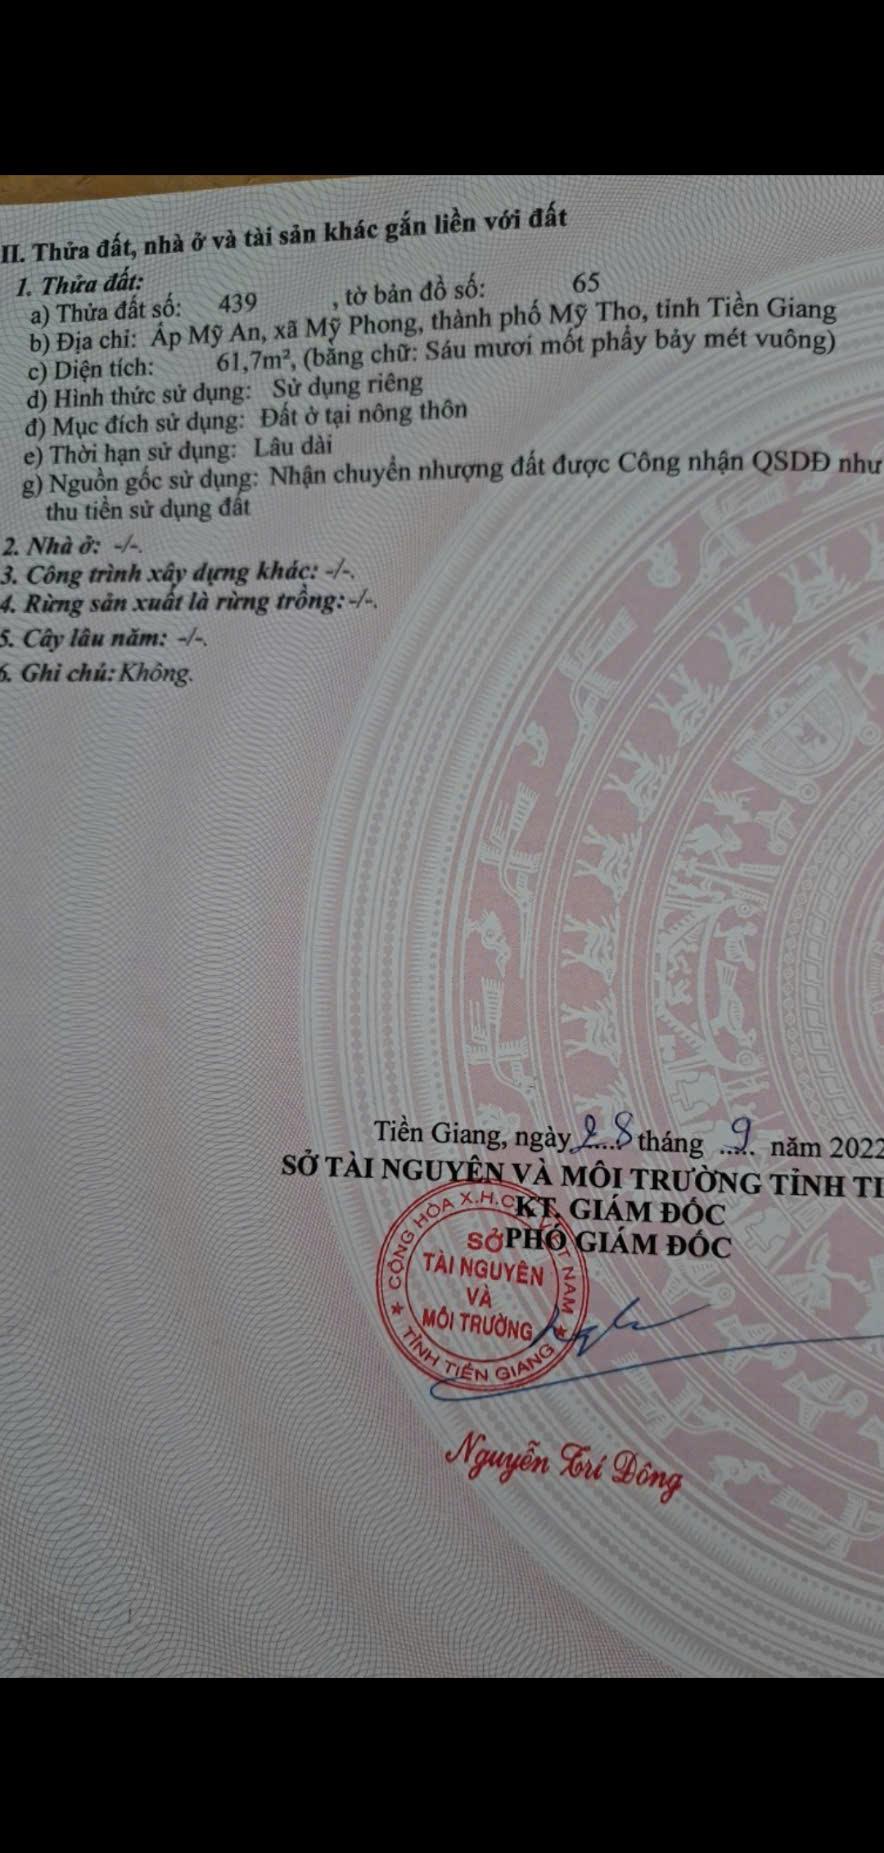 II. Thửa đất, nhà ở và tài sản khác gắn liền với đất
1. Thửa đất:
a) Thửa đất số: 439 , tờ bản đồ số: 65
b) Địa chỉ: Ấp Mỹ An, xã Mỹ Phong, thành phố Mỹ Tho, tỉnh Tiền Giang
c) Diện tích: 61,7m², (bằng chữ: Sáu mươi mốt phẩy bảy mét vuông)
d) Hình thức sử dụng: Sử dụng riêng
đ) Mục đích sử dụng: Đất ở tại nông thôn
e) Thời hạn sử dụng: Lâu dài
g) Nguồn gốc sử dụng: Nhận chuyển nhượng đất được Công nhận QSDĐ như
thu tiền sử dụng đất
2. Nhà ở: -/-.
3. Công trình xây dựng khác: -/-.
4. Rừng sản xuất là rừng trồng: -/-.
5. Cây lâu năm: -/-.
6. Ghi chú: Không.
Tiền Giang, ngày 28 tháng 9 năm 2022
SỞ TÀI NGUYÊN VÀ MÔI TRƯỜNG TỈNH TI
KT. GIÁM ĐỐC
PHÓ GIÁM ĐỐC
CỘNG HÒA X.H.C.N VIỆT NAM
SỞ
TÀI NGUYÊN
VÀ
MÔI TRƯỜNG
TỈNH TIỀN GIANG
Nguyễn Trí Dông